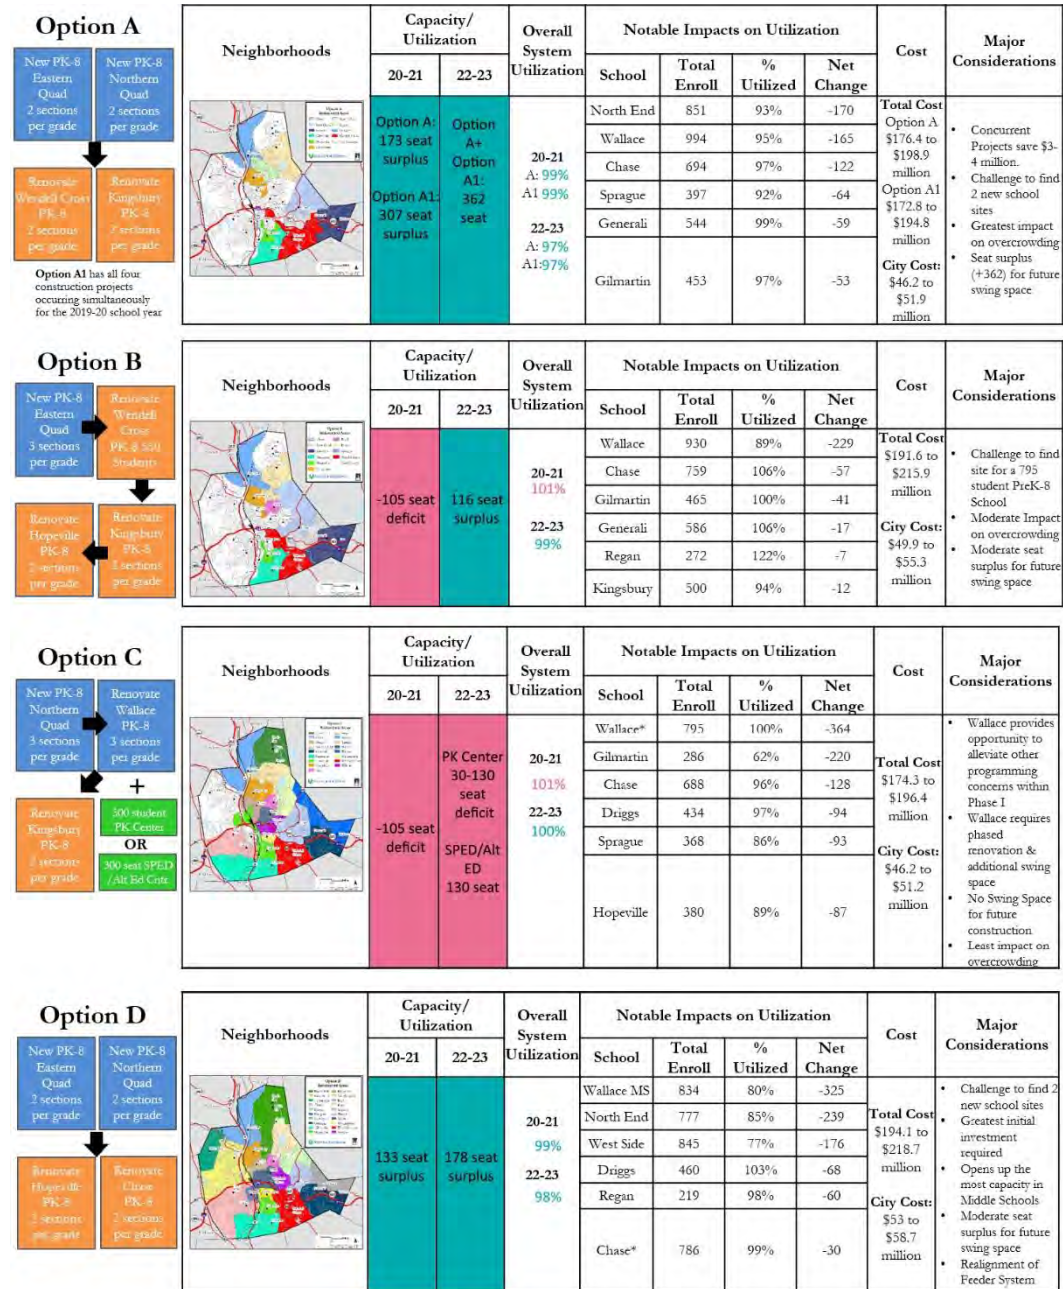 Option A
New PK-8
Eastern
Quad
2 sections
per grade
New PK-8
Northern
Quad
2 sections
per grade
Renovate
Wendell Cross
PK-8
2 sections
per grade
Renovate
Kingsbury
PK-8
2 sections
per grade
Option A1 has all four
construction projects
occurring simultaneously
for the 2019-20 school year
Neighborhoods
Capacity/
Utilization
20-21
22-23
Option A:
173 seat
surplus
Option A1:
307 seat
surplus
Option
A+
Option
A1:
362
seat
Overall
System
Utilization
20-21
A: 99%
A1 99%
22-23
A: 97%
A1:97%
Notable Impacts on Utilization
School Total Enroll % Utilized Net Change
North End 851 93% -170
Wallace 994 95% -165
Chase 694 97% -122
Sprague 397 92% -64
Generali 544 99% -59
Gilmartin 453 97% -53
Cost
Total Cost
Option A
$176.4 to
$198.9
million
Option A1
$172.8 to
$194.8
million
City Cost:
$46.2 to
$51.9
million
Major
Considerations
• Concurrent
Projects save $3-
4 million.
• Challenge to find
2 new school
sites
• Greatest impact
on overcrowding
• Seat surplus
(+362) for future
swing space
Option B
New PK-8
Eastern
Quad
3 sections
per grade
Renovate
Wendell
Cross
PK-8 550
Students
Renovate
Hopeville
PK-8
2 sections
per grade
Renovate
Kingsbury
PK-8
2 sections
per grade
Neighborhoods
Capacity/
Utilization
20-21
22-23
-105 seat
deficit
116 seat
surplus
Overall
System
Utilization
20-21
101%
22-23
99%
Notable Impacts on Utilization
School Total Enroll % Utilized Net Change
Wallace 930 89% -229
Chase 759 106% -57
Gilmartin 465 100% -41
Generali 586 106% -17
Regan 272 122% -7
Kingsbury 500 94% -12
Cost
Total Cost
$191.6 to
$215.9
million
City Cost:
$49.9 to
$55.3
million
Major
Considerations
• Challenge to find
site for a 795
student PreK-8
School
• Moderate Impact
on overcrowding
• Moderate seat
surplus for future
swing space
Option C
New PK-8
Northern
Quad
3 sections
per grade
Renovate
Wallace
PK-8
3 sections
per grade
+
Renovate
Kingsbury
PK-8
2 sections
per grade
300 student
PK Center
OR
300 seat SPED
/Alt Ed Cntr
Neighborhoods
Capacity/
Utilization
20-21
22-23
-105 seat
deficit
PK Center
30-130
seat
deficit
SPED/Alt
ED
130 seat
Overall
System
Utilization
20-21
101%
22-23
100%
Notable Impacts on Utilization
School Total Enroll % Utilized Net Change
Wallace* 795 100% -364
Gilmartin 286 62% -220
Chase 688 96% -128
Driggs 434 97% -94
Sprague 368 86% -93
Hopeville 380 89% -87
Cost
Total Cost
$174.3 to
$196.4
million
City Cost:
$46.2 to
$51.2
million
Major
Considerations
• Wallace provides
opportunity to
alleviate other
programming
concerns within
Phase I
• Wallace requires
phased
renovation &
additional swing
space
• No Swing Space
for future
construction
• Least impact on
overcrowding
Option D
New PK-8
Eastern
Quad
2 sections
per grade
New PK-8
Northern
Quad
2 sections
per grade
Renovate
Hopeville
PK-8
sections
per grade
Renovate
Chase
PK-8
2 sections
per grade
Neighborhoods
Capacity/
Utilization
20-21
22-23
133 seat
surplus
178 seat
surplus
Overall
System
Utilization
20-21
99%
22-23
98%
Notable Impacts on Utilization
School Total Enroll % Utilized Net Change
Wallace MS 834 80% -325
North End 777 85% -239
West Side 845 77% -176
Driggs 460 103% -68
Regan 219 98% -60
Chase* 786 99% -30
Cost
Total Cost
$194.1 to
$218.7
million
City Cost:
$53 to
$58.7
million
Major
Considerations
• Challenge to find 2
new school sites
• Greatest initial
investment
required
• Opens up the
most capacity in
Middle Schools
• Moderate seat
surplus for future
swing space
• Realignment of
Feeder System